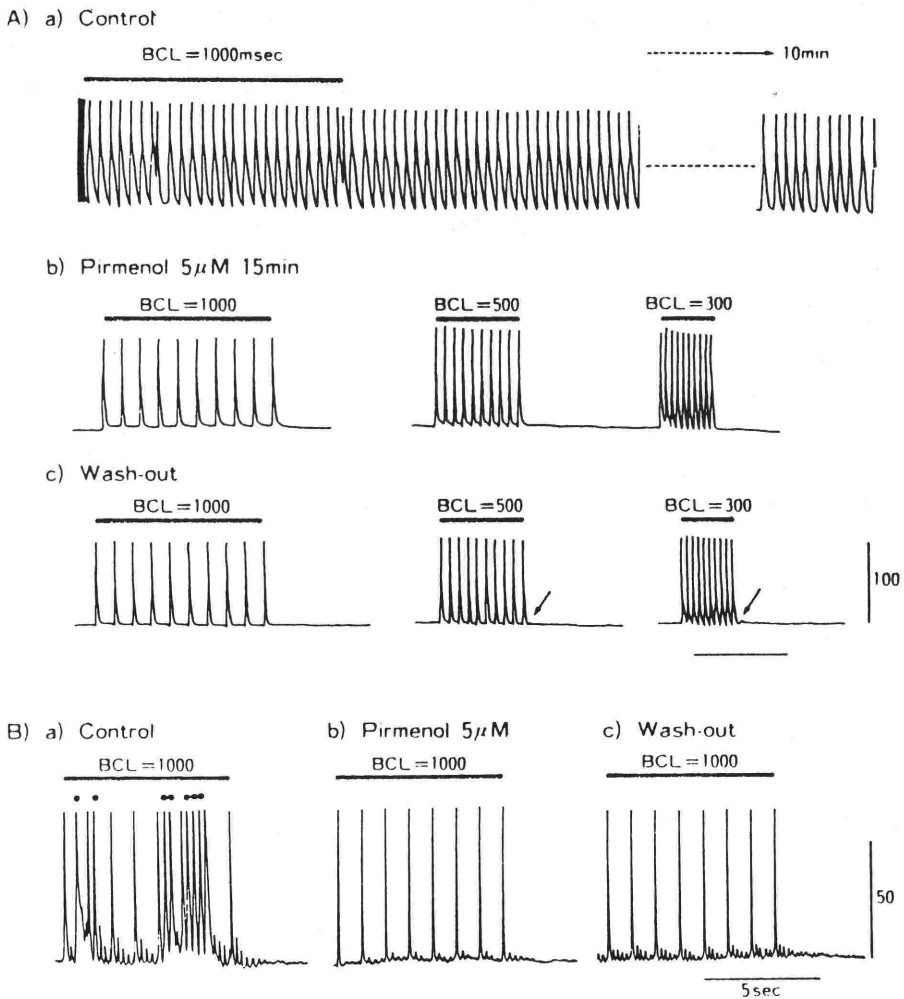 A) a) Control
BCL=1000msec
10min
b) Pirmenol 5μM 15min
BCL=1000 BCL=500 BCL=300
c) Wash-out
BCL=1000 BCL=500 BCL=300
100
B) a) Control b) Pirmenol 5μM c) Wash-out
BCL=1000 BCL=1000 BCL=1000
50
5sec